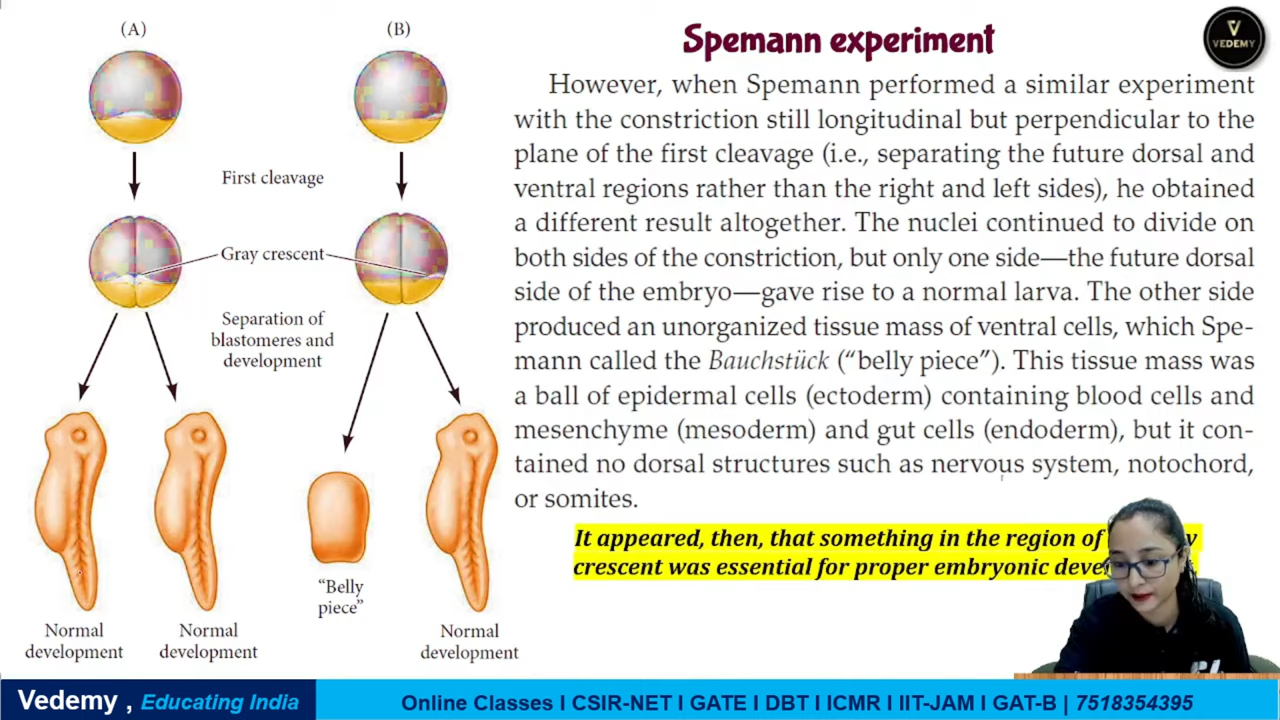 (A)
(B)
First cleavage
Gray crescent
Separation of
blastomeres and
development
"Belly
piece"
Normal
development
Normal
development
Normal
development
Spemann experiment
VEDEMY
However, when Spemann performed a similar experiment
with the constriction still longitudinal but perpendicular to the
plane of the first cleavage (i.e., separating the future dorsal and
ventral regions rather than the right and left sides), he obtained
a different result altogether. The nuclei continued to divide on
both sides of the constriction, but only one side—the future dorsal
side of the embryo—gave rise to a normal larva. The other side
produced an unorganized tissue mass of ventral cells, which Spe-
mann called the Bauchstück ("belly piece"). This tissue mass was
a ball of epidermal cells (ectoderm) containing blood cells and
mesenchyme (mesoderm) and gut cells (endoderm), but it con-
tained no dorsal structures such as nervous system, notochord,
or somites.
It appeared, then, that something in the region of
crescent was essential for proper embryonic
Vedemy , Educating India
Online Classes I CSIR-NET I GATE I DBT I ICMR I IIT-JAM I GAT-B | 7518354395